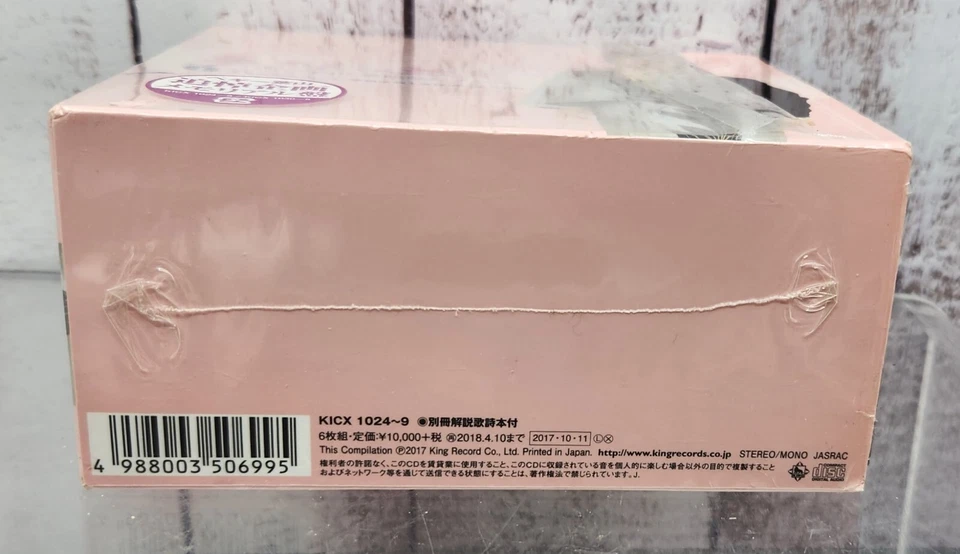 KICX 1024~9 ◉別冊解説歌詩本付
6枚組・定価:¥10,000+税 ㊢2018.4.10まで 2017・10・11 Ⓛ Ⓧ
This Compilation ℗2017 King Record Co., Ltd. Printed in Japan. http://www.kingrecords.co.jp STEREO/MONO JASRAC
権利者の許諾なく、このCDを賃貸業に使用すること、このCDに収録されている音を個人的に楽しむ場合以外の目的で複製すること
およびネットワーク等を通じて送信できる状態にすることは、著作権法で禁じられています。J.
4 988003 506995
COMPACT
disc
DIGITAL AUDIO